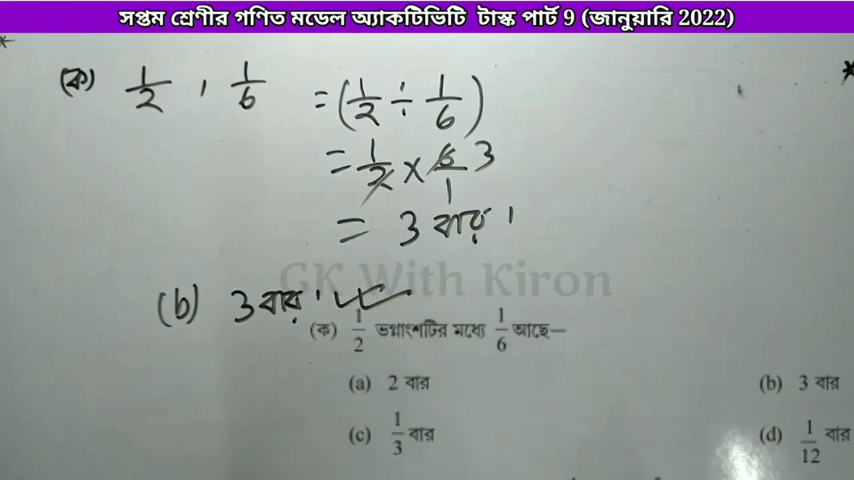 সপ্তম শ্রেণীর গণিত মডেল অ্যাকটিভিটি টাস্ক পার্ট 9 (জানুয়ারি 2022)
(ক) 1/2 , 1/6 = (1/2 ÷ 1/6)
= 1/2 × 6/1 3
= 3 বার ।
GK With Kiron
(b) 3 বার ।
(ক) 1/2 ভগ্নাংশটির মধ্যে 1/6 আছে—
(a) 2 বার (b) 3 বার
(c) 1/3 বার (d) 1/12 বার